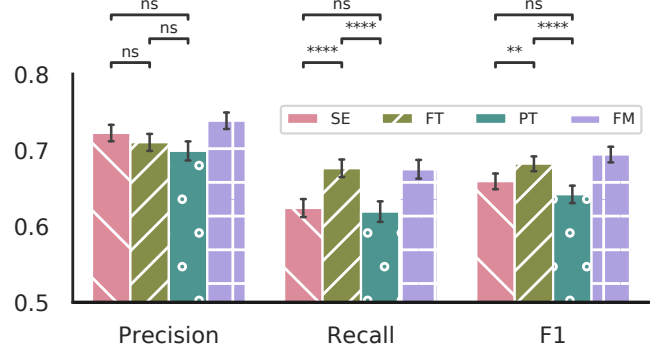 ns ns ns
ns **** ****
ns **** **
0.8
SE FT PT FM
0.7
0.6
0.5
Precision Recall F1